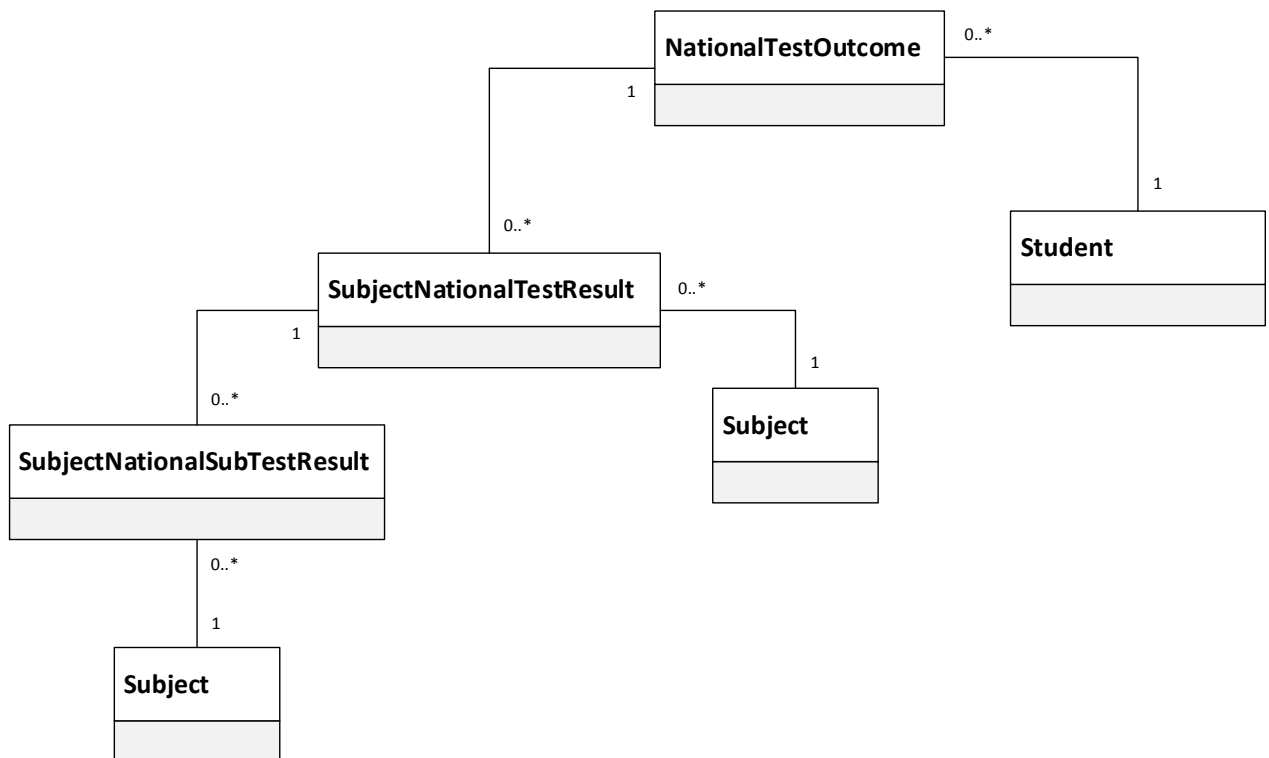 NationalTestOutcome
0..*
1
1
Student
0..*
SubjectNationalTestResult
0..*
1
1
0..*
Subject
SubjectNationalSubTestResult
0..*
1
Subject